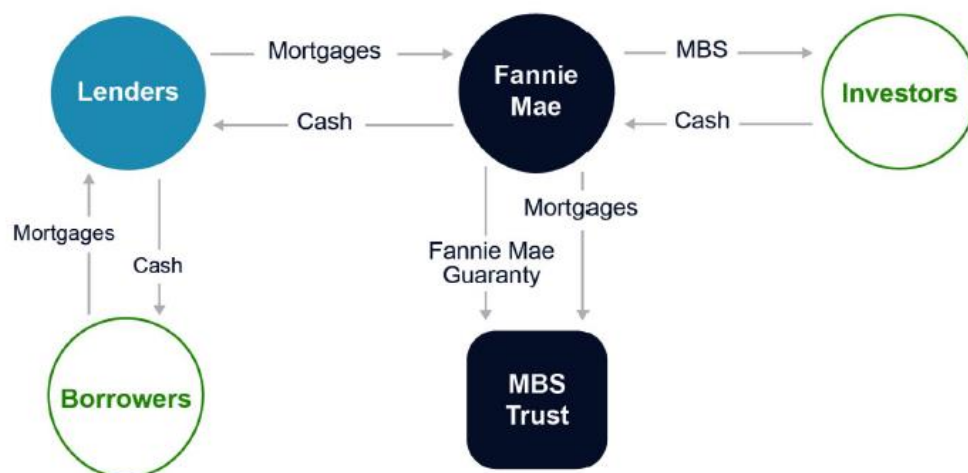 Lenders
Mortgages
Cash
Fannie
Mae
MBS
Cash
Investors
Mortgages
Cash
Fannie Mae
Guaranty
Mortgages
Borrowers
MBS
Trust